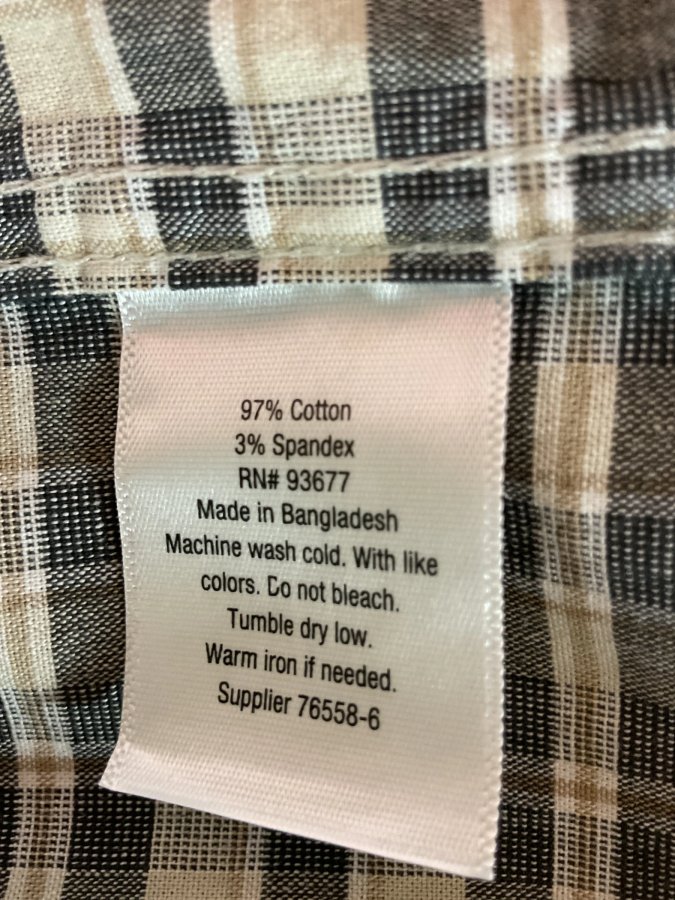 97% Cotton
3% Spandex
RN# 93677
Made in Bangladesh
Machine wash cold. With like
colors. Do not bleach.
Tumble dry low.
Warm iron if needed.
Supplier 76558-6